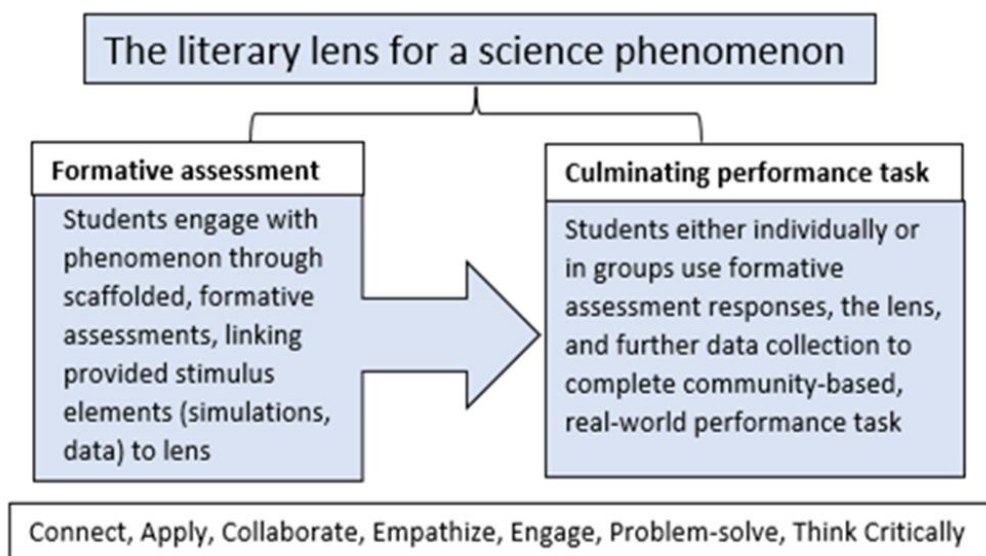 The literary lens for a science phenomenon
Formative assessment
Students engage with
phenomenon through
scaffolded, formative
assessments, linking
provided stimulus
elements (simulations,
data) to lens
Culminating performance task
Students either individually or
in groups use formative
assessment responses, the lens,
and further data collection to
complete community-based,
real-world performance task
Connect, Apply, Collaborate, Empathize, Engage, Problem-solve, Think Critically